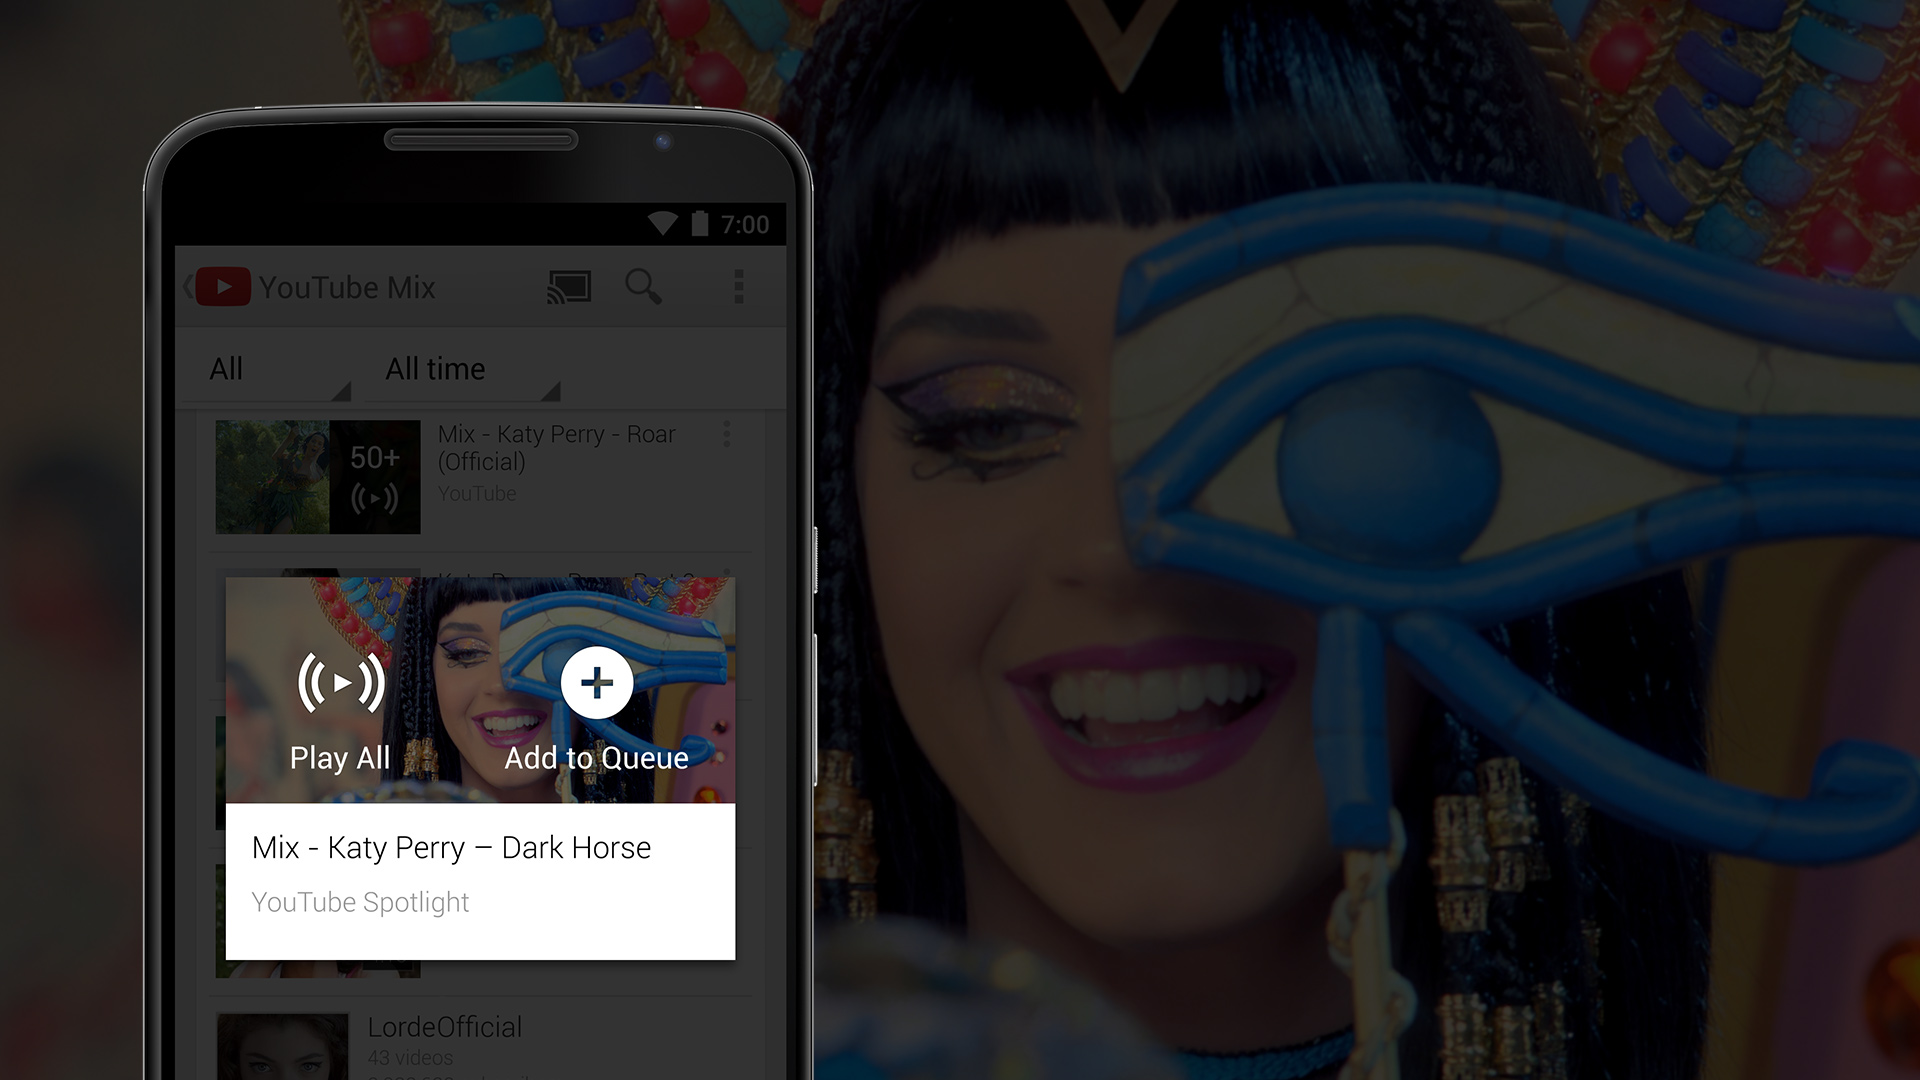 7:00
YouTube Mix
All
All time
50+
Mix - Katy Perry - Roar
(Official)
YouTube
Play All
Add to Queue
Mix - Katy Perry – Dark Horse
YouTube Spotlight
LordeOfficial
43 videos